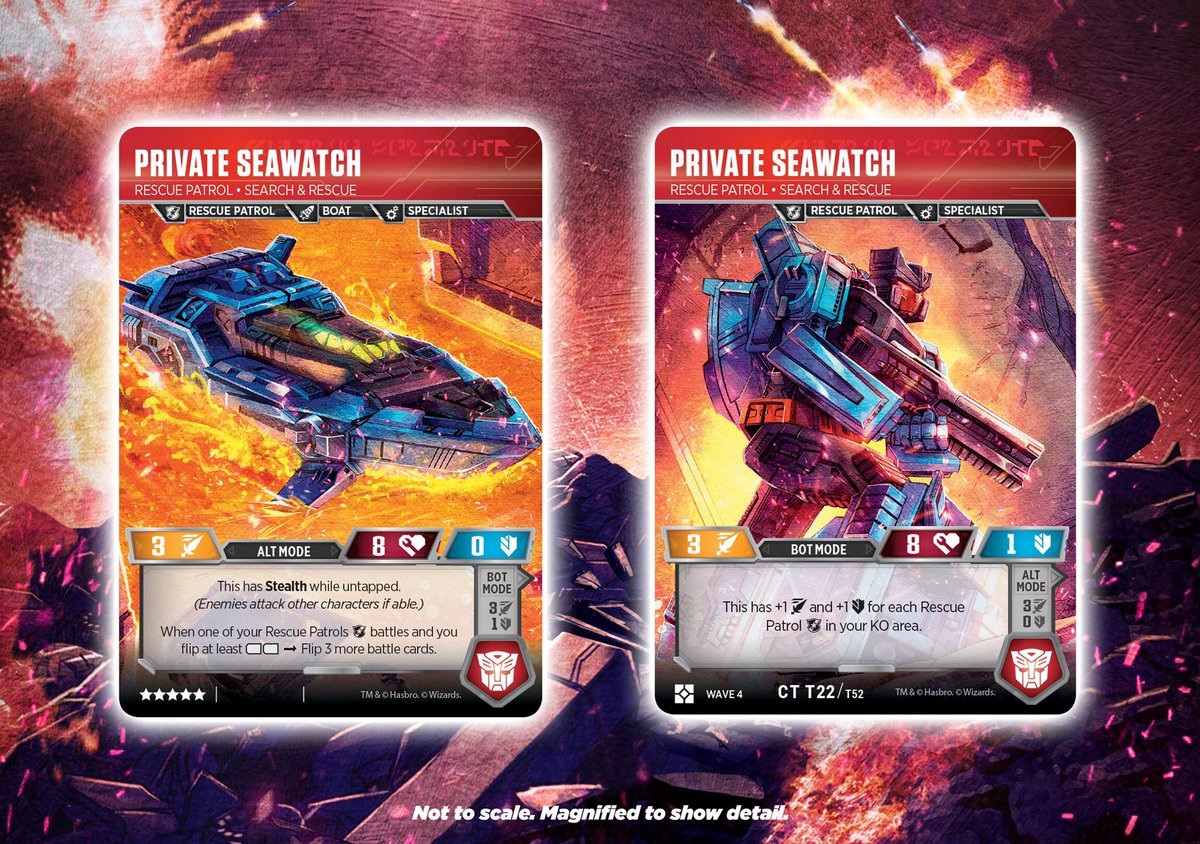 PRIVATE SEAWATCH
RESCUE PATROL • SEARCH & RESCUE
RESCUE PATROL BOAT SPECIALIST
3 ALT MODE 8 0
This has Stealth while untapped.
(Enemies attack other characters if able.)
When one of your Rescue Patrols battles and you
flip at least → Flip 3 more battle cards.
BOT
MODE
3
1
★★★★★
TM & © Hasbro. © Wizards.
PRIVATE SEAWATCH
RESCUE PATROL • SEARCH & RESCUE
RESCUE PATROL SPECIALIST
3 BOT MODE 8 1
This has +1 and +1 for each Rescue
Patrol in your KO area.
ALT
MODE
3
0
WAVE 4 CT T22/T52 TM & © Hasbro. © Wizards.
Not to scale. Magnified to show detail.